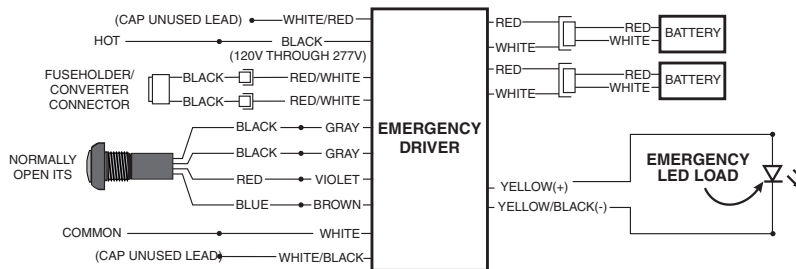 (CAP UNUSED LEAD) WHITE/RED
HOT BLACK
(120V THROUGH 277V)
FUSEHOLDER/
CONVERTER
CONNECTOR
BLACK RED/WHITE
BLACK RED/WHITE
NORMALLY
OPEN ITS
BLACK GRAY
BLACK GRAY
RED VIOLET
BLUE BROWN
COMMON WHITE
(CAP UNUSED LEAD) WHITE/BLACK
EMERGENCY
DRIVER
RED RED
WHITE WHITE
BATTERY
RED RED
WHITE WHITE
BATTERY
YELLOW(+)
YELLOW/BLACK(-)
EMERGENCY
LED LOAD